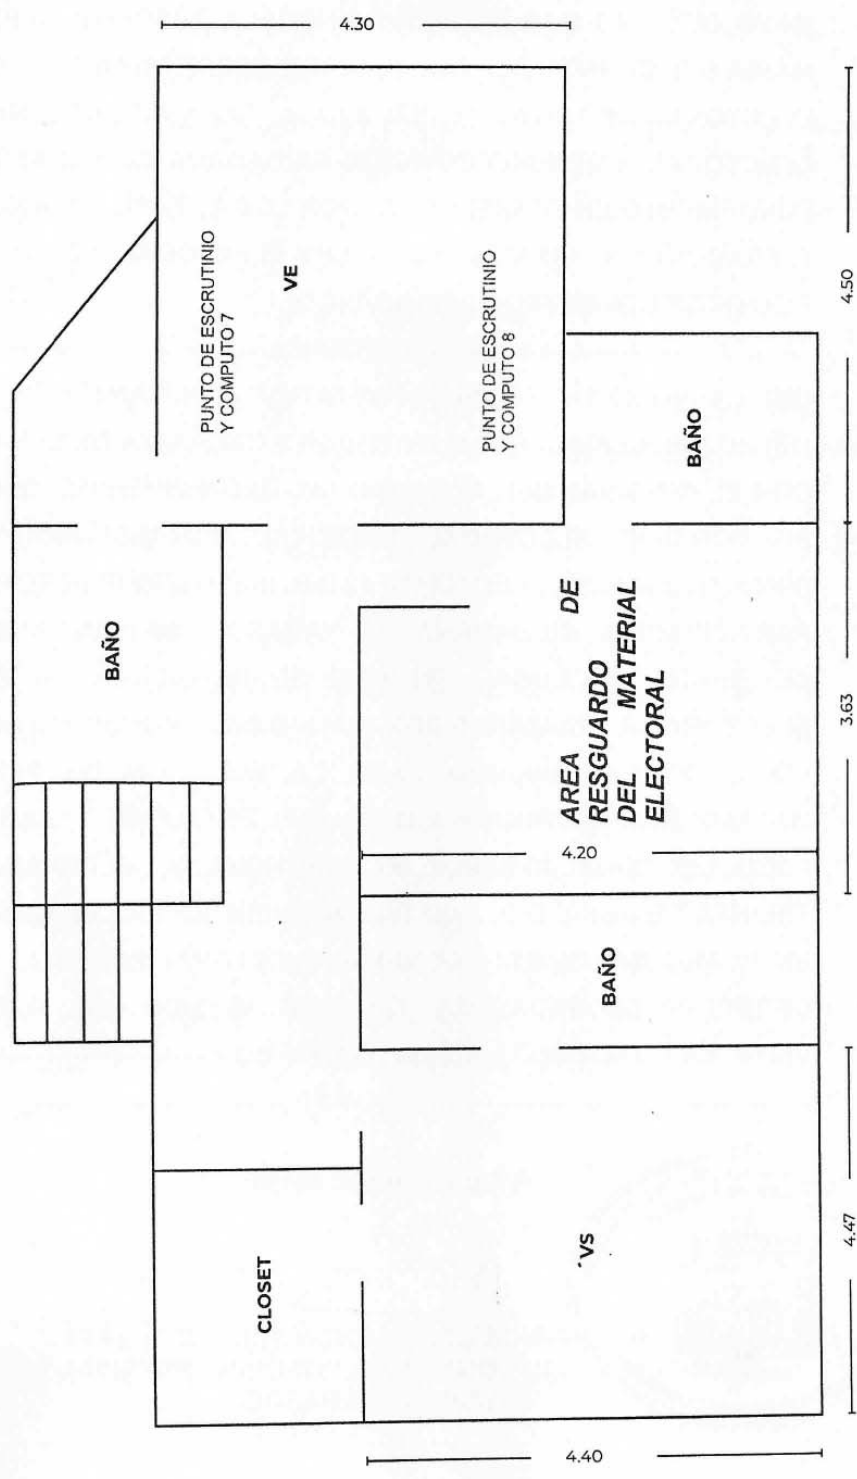 4.30
PUNTO DE ESCRUTINIO
Y COMPUTO 7
VE
PUNTO DE ESCRUTINIO
Y COMPUTO 8
4.50
BAÑO
BAÑO
AREA DE
RESGUARDO
DEL MATERIAL
ELECTORAL
3.63
4.20
BAÑO
CLOSET
VS
4.47
4.40